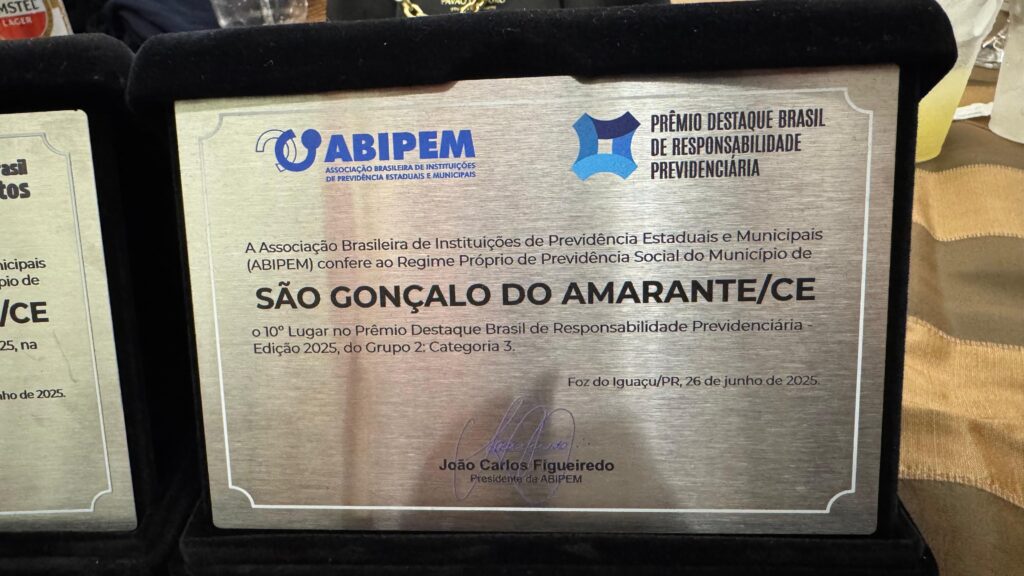 MSTEL
LAGER
asil
tos
nicipais
pio de
/CE
25, na
nho de 2025.
ABIPEM
ASSOCIAÇÃO BRASILEIRA DE INSTITUIÇÕES
DE PREVIDÊNCIA ESTADUAIS E MUNICIPAIS
PRÊMIO DESTAQUE BRASIL
DE RESPONSABILIDADE
PREVIDENCIÁRIA
A Associação Brasileira de Instituições de Previdência Estaduais e Municipais
(ABIPEM) confere ao Regime Próprio de Previdência Social do Município de
SÃO GONÇALO DO AMARANTE/CE
o 10º Lugar no Prêmio Destaque Brasil de Responsabilidade Previdenciária -
Edição 2025, do Grupo 2: Categoria 3.
Foz do Iguaçu/PR, 26 de junho de 2025.
João Carlos Figueiredo
Presidente da ABIPEM